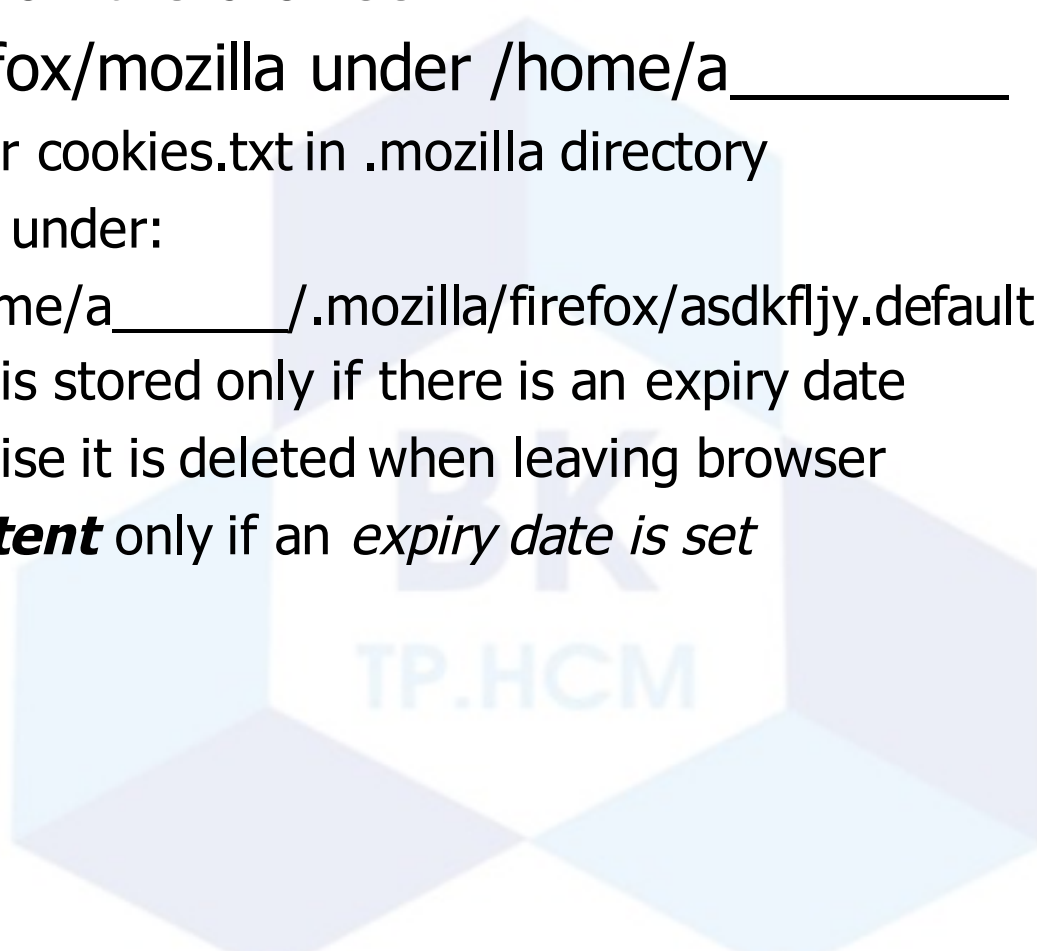 fox/mozilla under /home/a_________
r cookies.txt in .mozilla directory
under:
me/a______/.mozilla/firefox/asdkfljy.default
is stored only if there is an expiry date
ise it is deleted when leaving browser
tent only if an expiry date is set
BK
TP.HCM